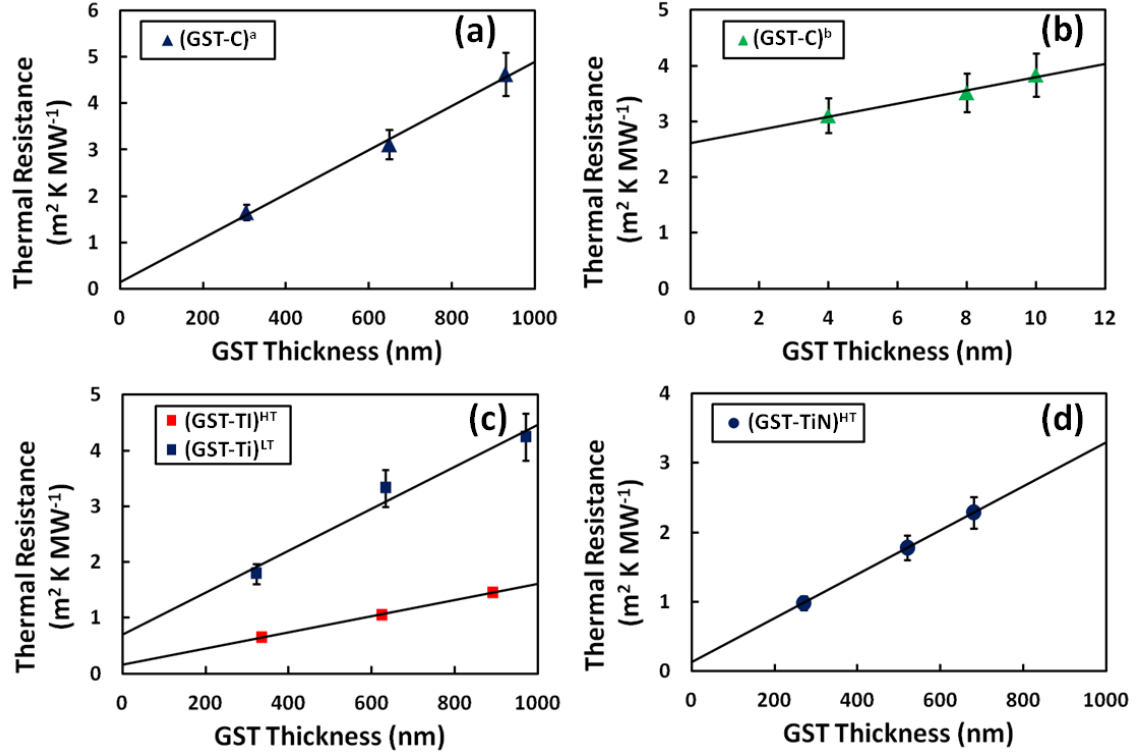 (a)
▲ (GST-C)ᵃ
Thermal Resistance
(m² K MW⁻¹)
6
5
4
3
2
1
0
0 200 400 600 800 1000
GST Thickness (nm)
(b)
▲ (GST-C)ᵇ
Thermal Resistance
(m² K MW⁻¹)
5
4
3
2
1
0
0 2 4 6 8 10 12
GST Thickness (nm)
(c)
■ (GST-TI)ᴴᵀ
■ (GST-Ti)ᴸᵀ
Thermal Resistance
(m² K MW⁻¹)
5
4
3
2
1
0
0 200 400 600 800 1000
GST Thickness (nm)
(d)
● (GST-TiN)ᴴᵀ
Thermal Resistance
(m² K MW⁻¹)
4
3
2
1
0
0 200 400 600 800 1000
GST Thickness (nm)